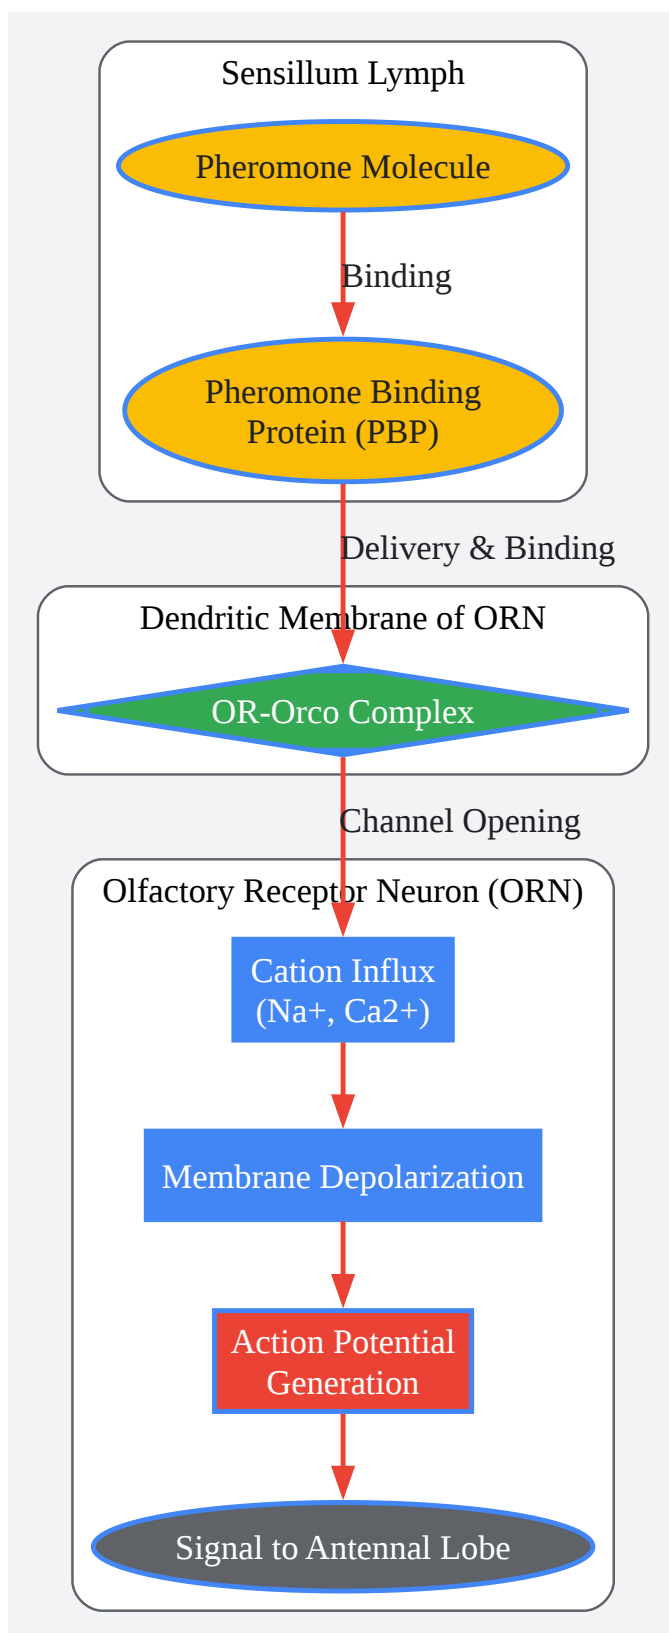 Sensillum Lymph
Pheromone Molecule
Binding
Pheromone Binding
Protein (PBP)
Delivery & Binding
Dendritic Membrane of ORN
OR-Orco Complex
Channel Opening
Olfactory Receptor Neuron (ORN)
Cation Influx
(Na+, Ca2+)
Membrane Depolarization
Action Potential
Generation
Signal to Antennal Lobe